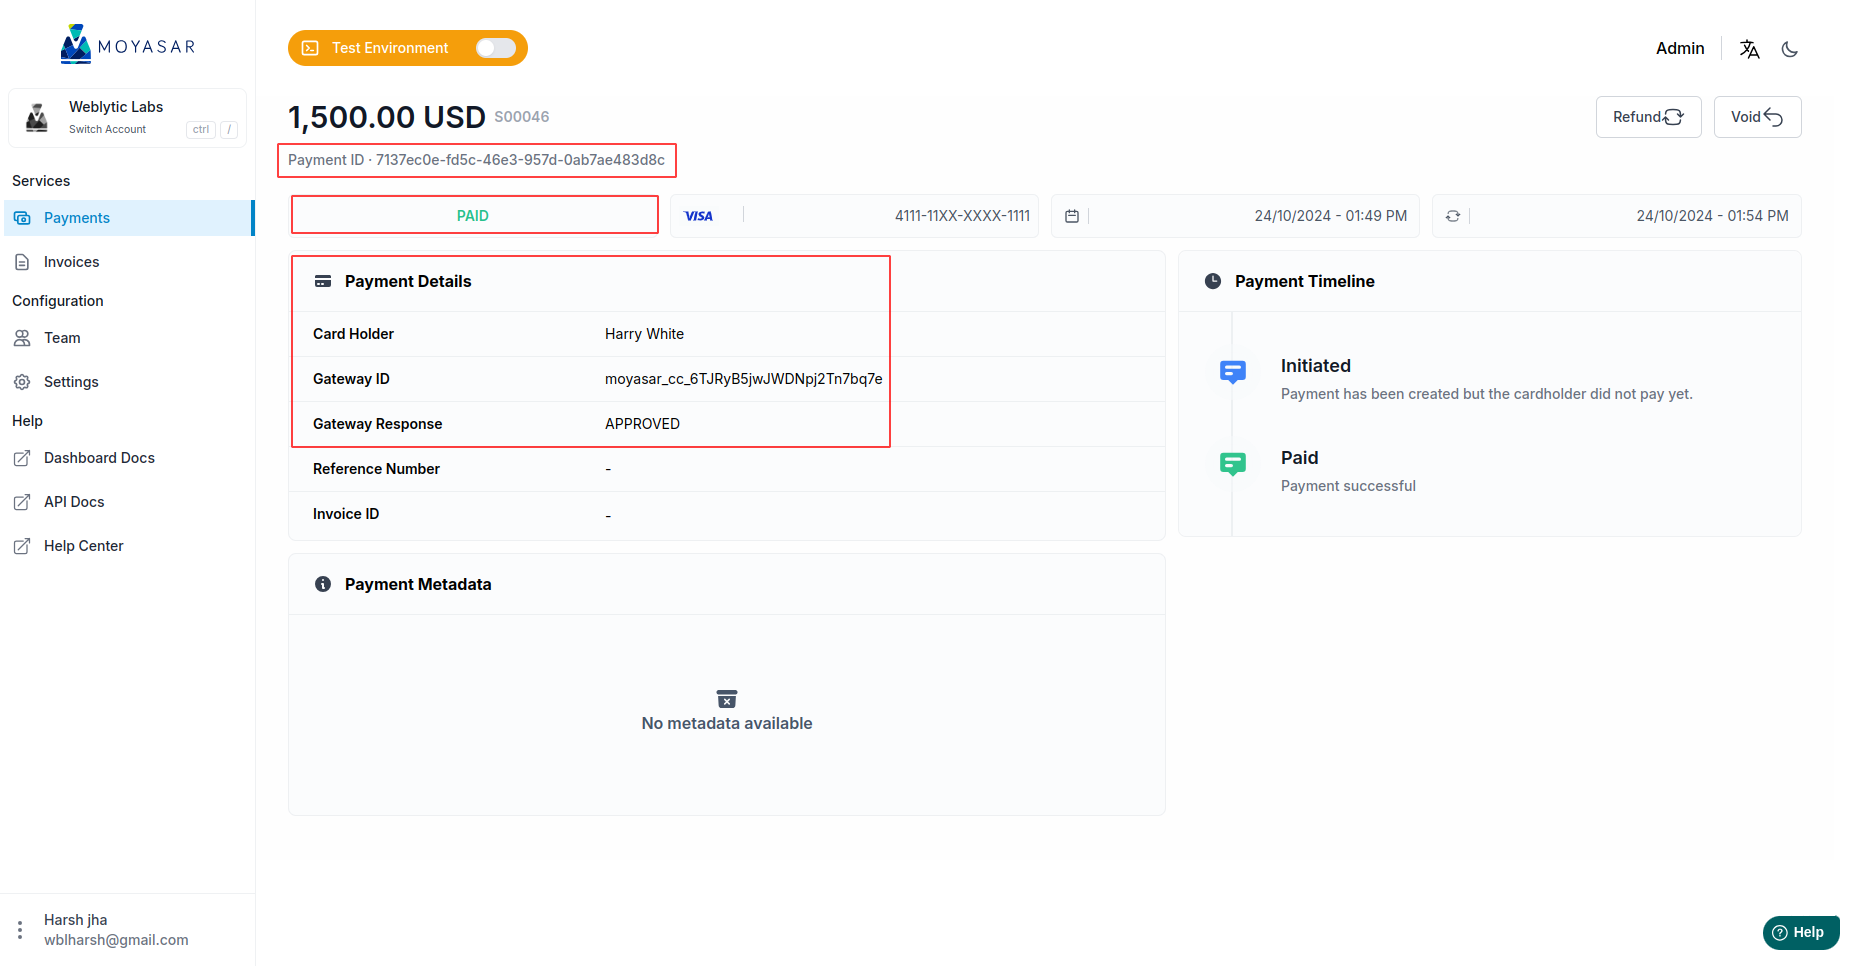 MOYASAR
Weblytic Labs
Switch Account
ctrl /
Services
Payments
Invoices
Configuration
Team
Settings
Help
Dashboard Docs
API Docs
Help Center
Harsh jha
wblharsh@gmail.com
Test Environment
Admin
1,500.00 USD S00046
Refund
Void
Payment ID · 7137ec0e-fd5c-46e3-957d-0ab7ae483d8c
PAID
VISA 4111-11XX-XXXX-1111
24/10/2024 - 01:49 PM
24/10/2024 - 01:54 PM
Payment Details
Card Holder Harry White
Gateway ID moyasar_cc_6TJRyB5jwJWDNpj2Tn7bq7e
Gateway Response APPROVED
Reference Number -
Invoice ID -
Payment Timeline
Initiated
Payment has been created but the cardholder did not pay yet.
Paid
Payment successful
Payment Metadata
No metadata available
Help